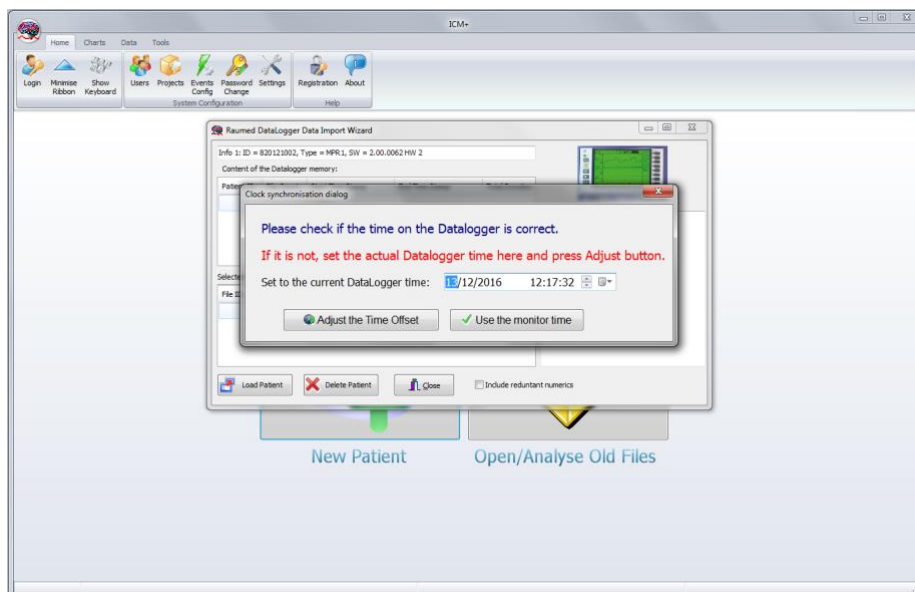 ICM+
Home Charts Data Tools
Login Minimise Ribbon Show Keyboard Users Projects Events Config Password Change Settings Registration About
System Configuration Help
Raumed DataLogger Data Import Wizard
Info 1: ID = 820121002, Type = MPR1, SW = 2.00.0062 HW 2
Content of the Datalogger memory:
Clock synchronisation dialog
Please check if the time on the Datalogger is correct.
If it is not, set the actual Datalogger time here and press Adjust button.
Set to the current DataLogger time: 13/12/2016 12:17:32
Adjust the Time Offset Use the monitor time
Load Patient Delete Patient Close Include reduntant numerics
New Patient Open/Analyse Old Files